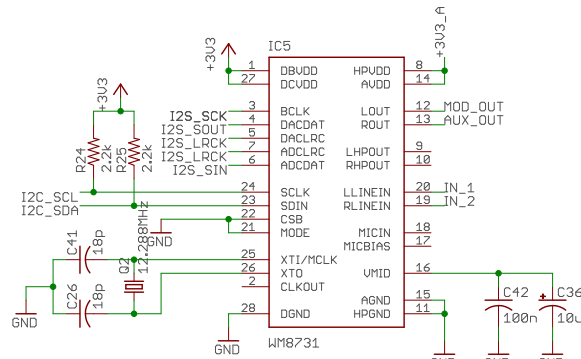 IC5
+3V3
+3V3_A
1 DBVDD HPVDD 8
27 DCVDD AVDD 14
+3V3
I2S_SCK 3 BCLK LOUT 12 MOD_OUT
I2S_SOUT 4 DACDAT ROUT 13 AUX_OUT
I2S_LRCK 5 DACLRC
I2S_LRCK 7 ADCLRC LHPOUT 9
I2S_SIN 6 ADCDAT RHPOUT 10
R24
2.2k
R25
2.2k
I2C_SCL 24 SCLK LLINEIN 20 IN_1
I2C_SDA 23 SDIN RLINEIN 19 IN_2
22 CSB
GND
21 MODE MICIN 18
MICBIAS 17
C41
18p
Q2
12.288MHz
25 XTI/MCLK
26 XTO VMID 16
C26
18p
2 CLKOUT
C42
100n
C36
10u
AGND 15
28 DGND HPGND 11
GND
GND
WM8731